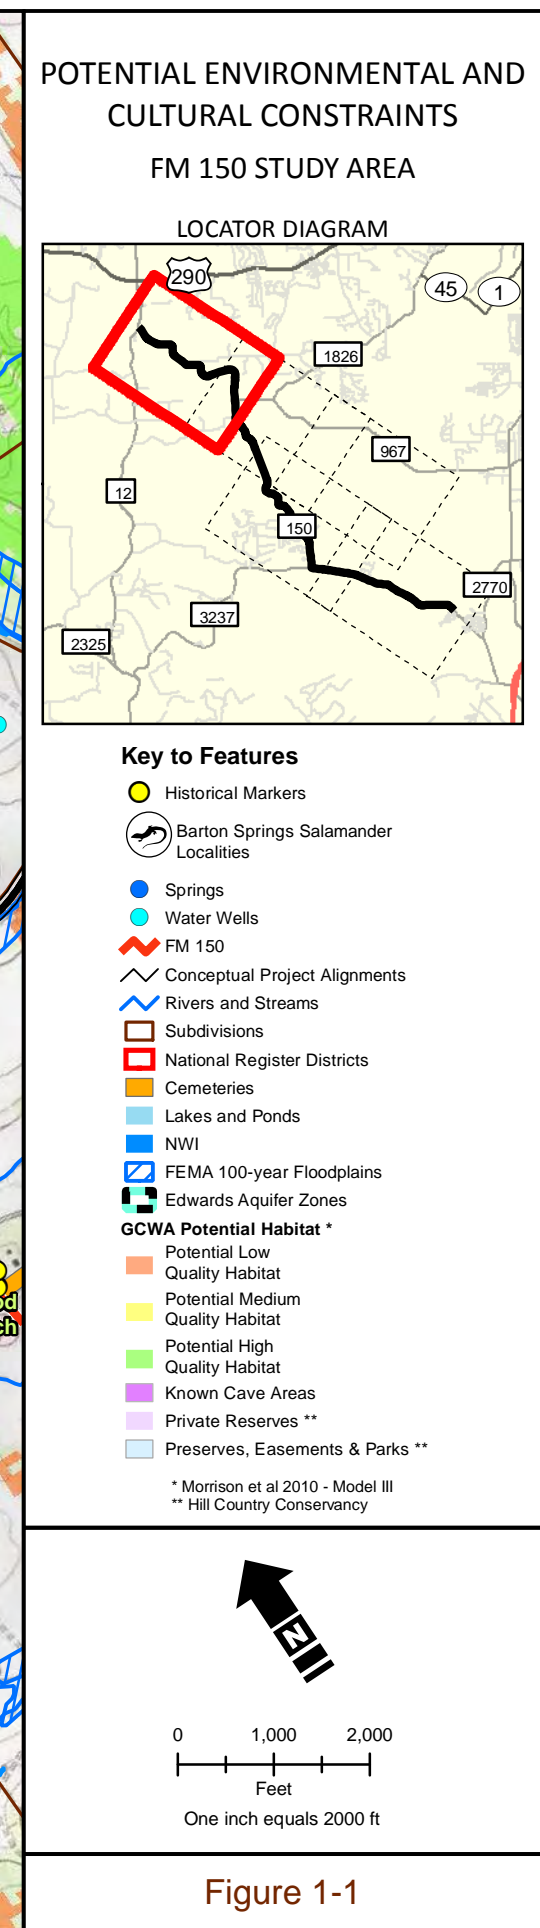 POTENTIAL ENVIRONMENTAL AND
CULTURAL CONSTRAINTS
FM 150 STUDY AREA
LOCATOR DIAGRAM
290
45
1
1826
967
12
150
2770
3237
2325
Key to Features
Historical Markers
Barton Springs Salamander
Localities
Springs
Water Wells
FM 150
Conceptual Project Alignments
Rivers and Streams
Subdivisions
National Register Districts
Cemeteries
Lakes and Ponds
NWI
FEMA 100-year Floodplains
Edwards Aquifer Zones
GCWA Potential Habitat *
Potential Low
Quality Habitat
Potential Medium
Quality Habitat
Potential High
Quality Habitat
Known Cave Areas
Private Reserves **
Preserves, Easements & Parks **
* Morrison et al 2010 - Model III
** Hill Country Conservancy
od
ch
N
0 1,000 2,000
Feet
One inch equals 2000 ft
Figure 1-1